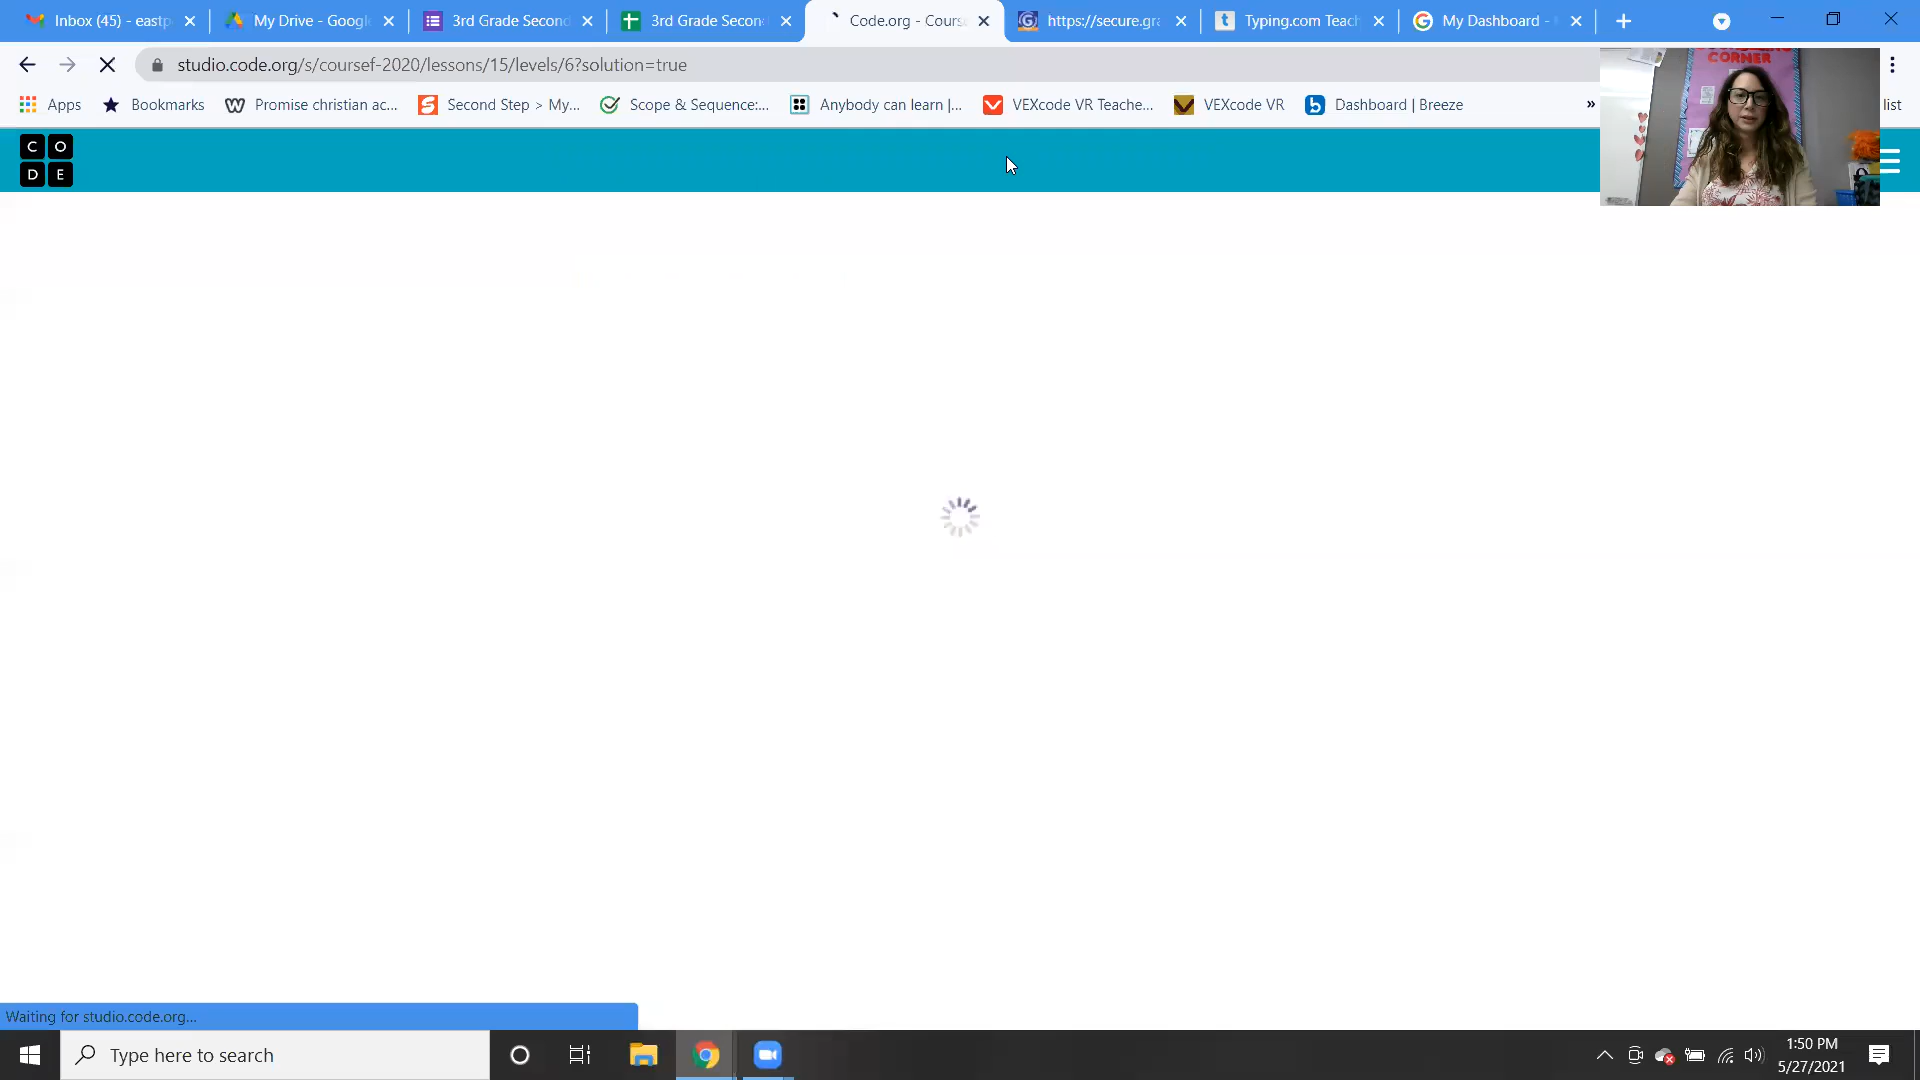 Inbox (45) - eastp
My Drive - Google
3rd Grade Second
3rd Grade Secon
Code.org - Course
https://secure.gra
Typing.com Teach
My Dashboard -
studio.code.org/s/coursef-2020/lessons/15/levels/6?solution=true
Apps
Bookmarks
Promise christian ac...
Second Step > My...
Scope & Sequence:...
Anybody can learn |...
VEXcode VR Teache...
VEXcode VR
Dashboard | Breeze
»
list
CORNER
C O
D E
Waiting for studio.code.org...
Type here to search
1:50 PM
5/27/2021